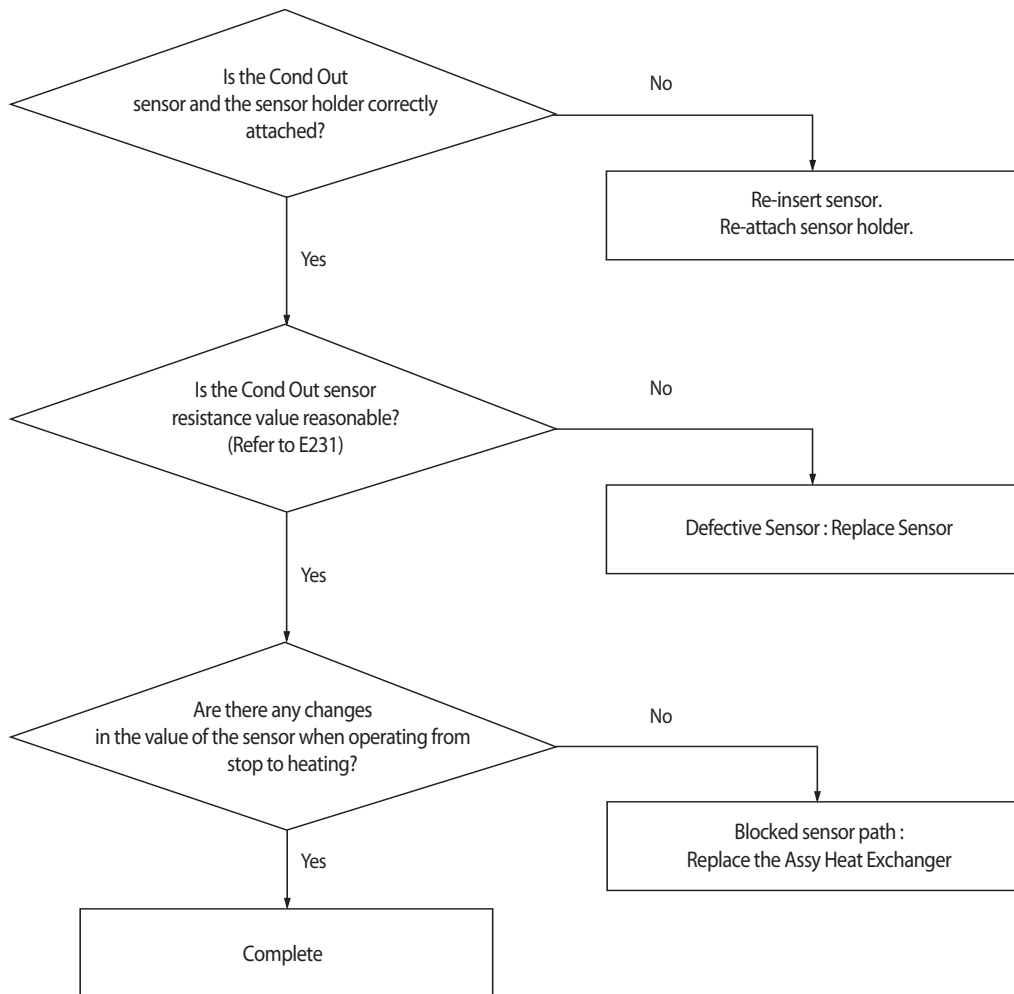 Is the Cond Out
sensor and the sensor holder correctly
attached?
No
Re-insert sensor.
Re-attach sensor holder.
Yes
Is the Cond Out sensor
resistance value reasonable?
(Refer to E231)
No
Defective Sensor : Replace Sensor
Yes
Are there any changes
in the value of the sensor when operating from
stop to heating?
No
Blocked sensor path :
Replace the Assy Heat Exchanger
Yes
Complete